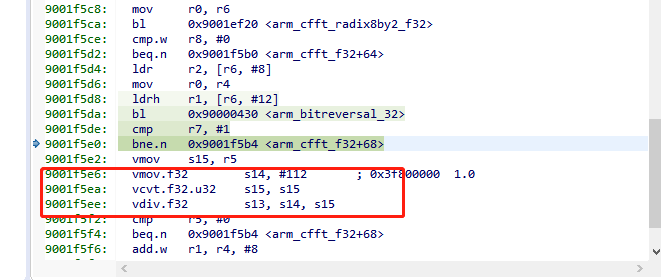 9001f5c8: mov r0, r6
9001f5ca: bl 0x9001ef20 <arm_cfft_radix8by2_f32>
9001f5ce: cmp.w r8, #0
9001f5d2: beq.n 0x9001f5b0 <arm_cfft_f32+64>
9001f5d4: ldr r2, [r6, #8]
9001f5d6: mov r0, r4
9001f5d8: ldrh r1, [r6, #12]
9001f5da: bl 0x90000430 <arm_bitreversal_32>
9001f5de: cmp r7, #1
9001f5e0: bne.n 0x9001f5b4 <arm_cfft_f32+68>
9001f5e2: vmov s15, r5
9001f5e6: vmov.f32 s14, #112 ; 0x3f800000 1.0
9001f5ea: vcvt.f32.u32 s15, s15
9001f5ee: vdiv.f32 s13, s14, s15
9001f5f2: cmp r5, #0
9001f5f4: beq.n 0x9001f5b4 <arm_cfft_f32+68>
9001f5f6: add.w r1, r4, #8